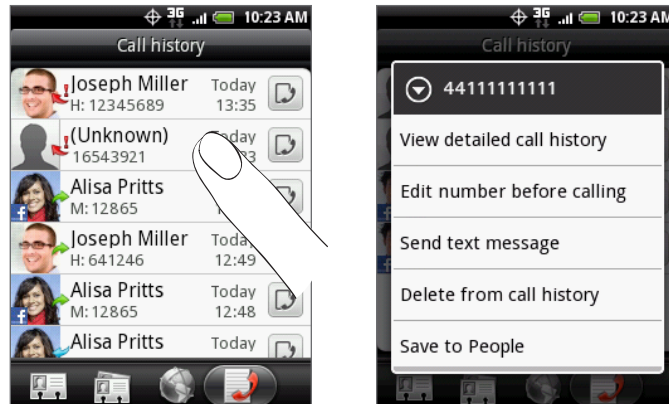 3G 10:23 AM
Call history
Joseph Miller Today
H: 12345689 13:35
(Unknown)
16543921
Alisa Pritts
M: 12865
Joseph Miller
H: 641246 12:49
Alisa Pritts Today
M: 12865 12:48
Alisa Pritts Today
3G 10:23 AM
Call history
44111111111
View detailed call history
Edit number before calling
Send text message
Delete from call history
Save to People